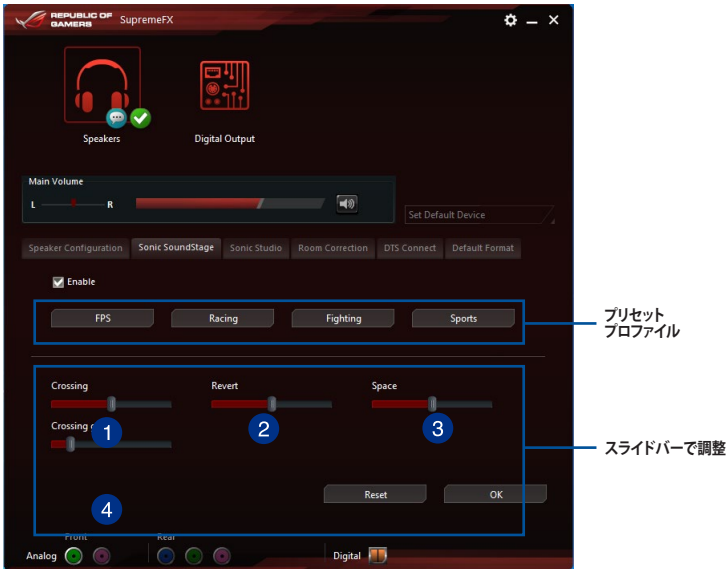 REPUBLIC OF
GAMERS
SupremeFX
Speakers
Digital Output
Main Volume
L
R
Set Default Device
Speaker Configuration
Sonic SoundStage
Sonic Studio
Room Correction
DTS Connect
Default Format
Enable
FPS
Racing
Fighting
Sports
プリセット
プロファイル
Crossing
Revert
Space
Crossing
1
2
3
スライドバーで調整
Reset
OK
4
Front
Rear
Analog
Digital